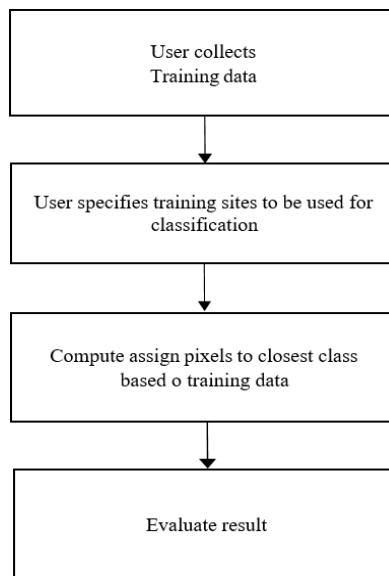 User collects
Training data
User specifies training sites to be used for
classification
Compute assign pixels to closest class
based o training data
Evaluate result